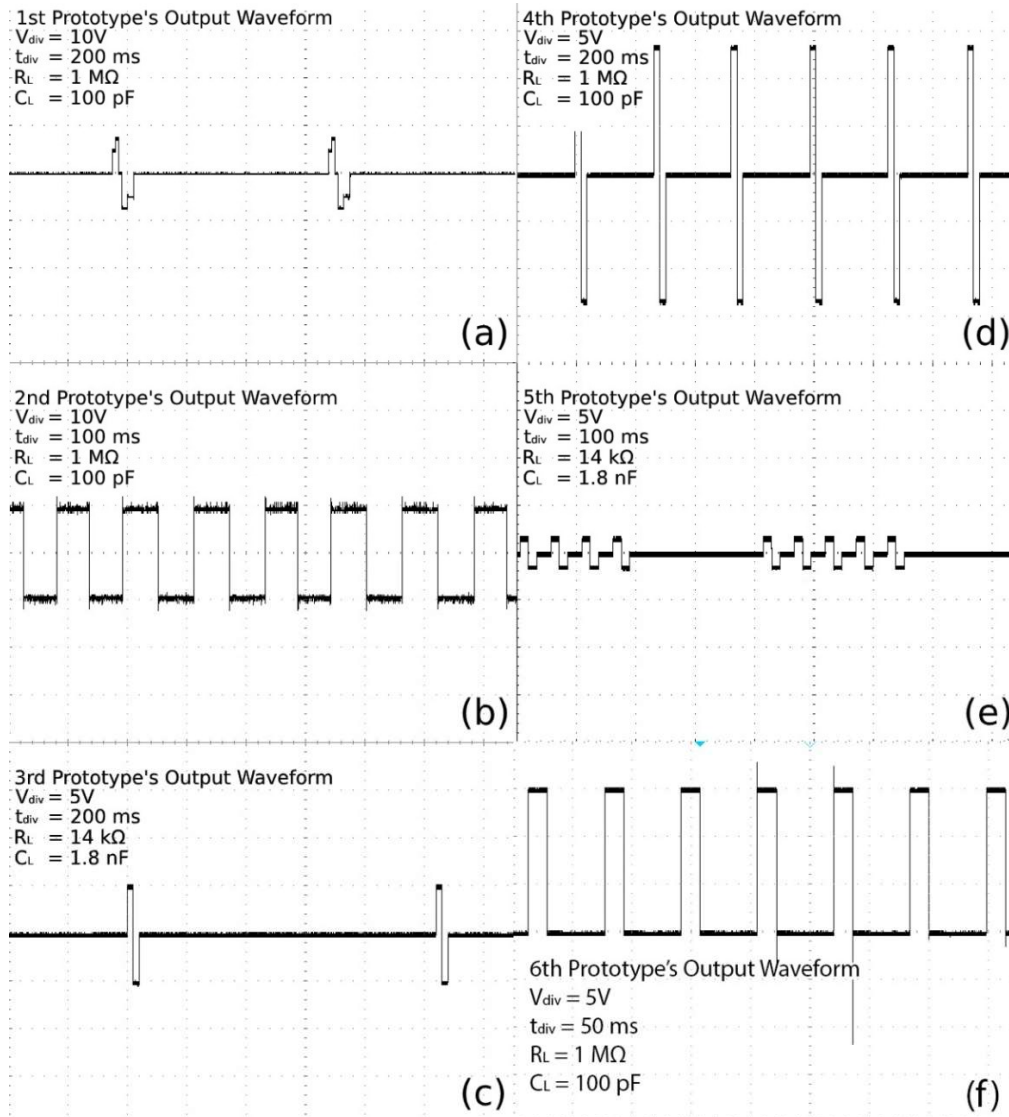 1st Prototype's Output Waveform
Vdiv = 10V
tdiv = 200 ms
RL = 1 MΩ
CL = 100 pF
(a)
4th Prototype's Output Waveform
Vdiv = 5V
tdiv = 200 ms
RL = 1 MΩ
CL = 100 pF
(d)
2nd Prototype's Output Waveform
Vdiv = 10V
tdiv = 100 ms
RL = 1 MΩ
CL = 100 pF
(b)
5th Prototype's Output Waveform
Vdiv = 5V
tdiv = 100 ms
RL = 14 kΩ
CL = 1.8 nF
(e)
3rd Prototype's Output Waveform
Vdiv = 5V
tdiv = 200 ms
RL = 14 kΩ
CL = 1.8 nF
(c)
6th Prototype's Output Waveform
Vdiv = 5V
tdiv = 50 ms
RL = 1 MΩ
CL = 100 pF
(f)